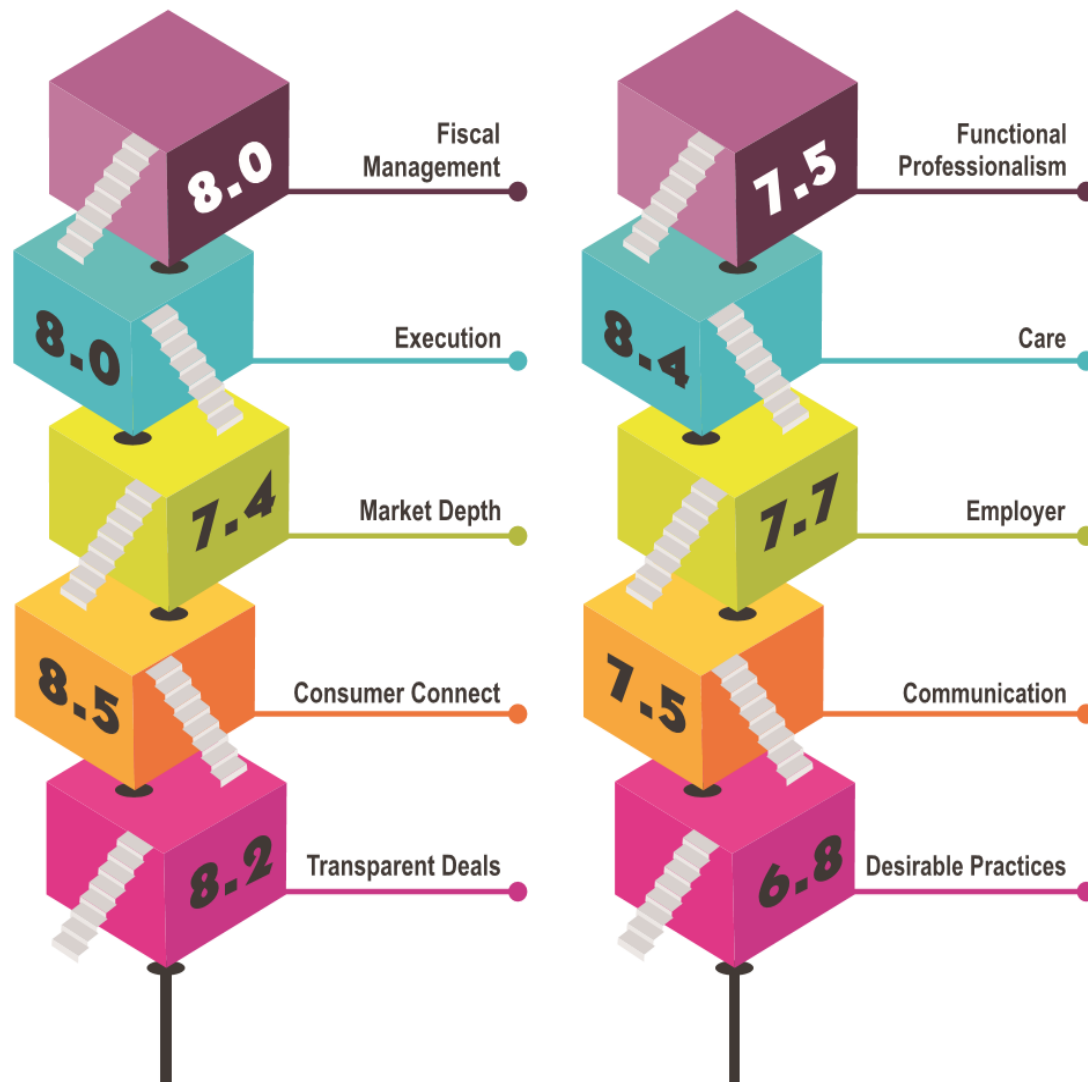 8.0
Fiscal
Management
8.0
Execution
7.4
Market Depth
8.5
Consumer Connect
8.2
Transparent Deals
7.5
Functional
Professionalism
8.4
Care
7.7
Employer
7.5
Communication
6.8
Desirable Practices